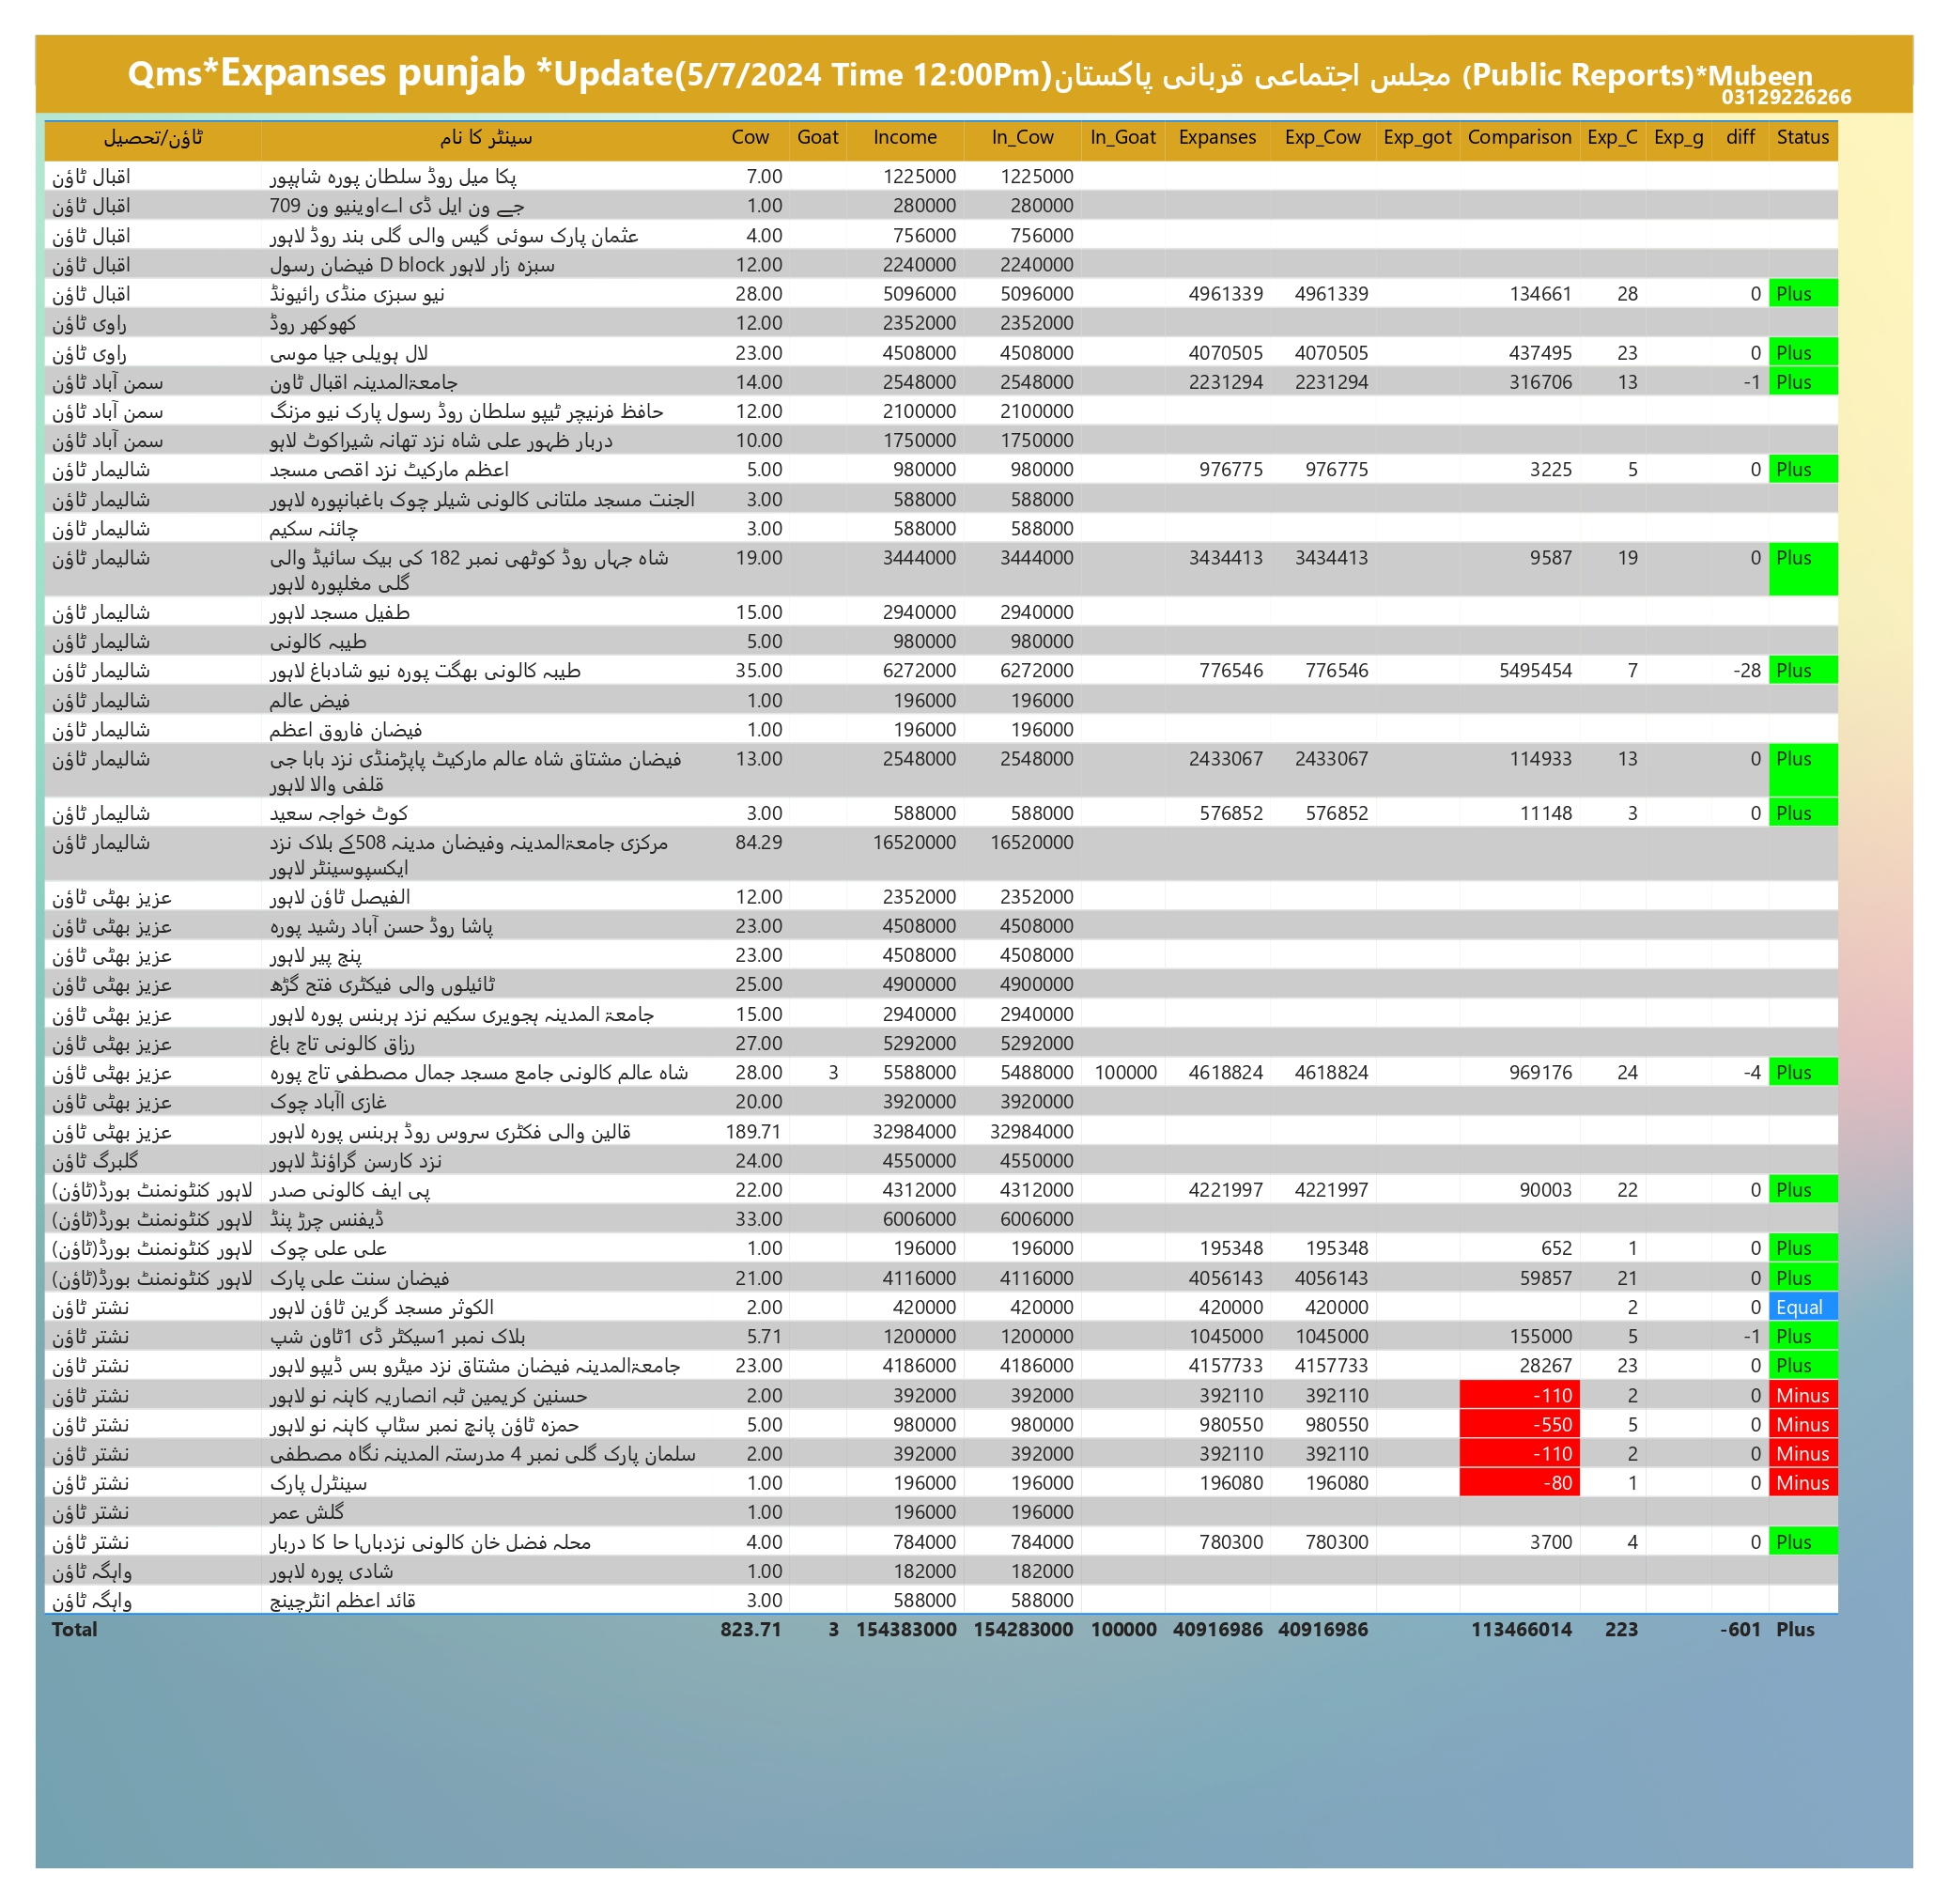 Qms*Expanses punjab *Update(5/7/2024 Time 12:00Pm)مجلس اجتماعی قربانی پاکستان (Public Reports)*Mubeen
03129226266
ٹاؤن/تحصیل سینٹر کا نام Cow Goat Income In_Cow In_Goat Expanses Exp_Cow Exp_got Comparison Exp_C Exp_g diff Status
اقبال ٹاؤن پکا میل روڈ سلطان پورہ شاہپور 7.00 1225000 1225000
اقبال ٹاؤن جے ون ایل ڈی اےاوینیو ون 709 1.00 280000 280000
اقبال ٹاؤن عثمان پارک سوئی گیس والی گلی بند روڈ لاہور 4.00 756000 756000
اقبال ٹاؤن سبزہ زار لاہور D block فیضان رسول 12.00 2240000 2240000
اقبال ٹاؤن نیو سبزی منڈی رائیونڈ 28.00 5096000 5096000 4961339 4961339 134661 28 0 Plus
راوی ٹاؤن کھوکھر روڈ 12.00 2352000 2352000
راوی ٹاؤن لال ہویلی جیا موسی 23.00 4508000 4508000 4070505 4070505 437495 23 0 Plus
سمن آباد ٹاؤن جامعۃالمدینہ اقبال ٹاون 14.00 2548000 2548000 2231294 2231294 316706 13 -1 Plus
سمن آباد ٹاؤن حافظ فرنیچر ٹیپو سلطان روڈ رسول پارک نیو مزنگ 12.00 2100000 2100000
سمن آباد ٹاؤن دربار ظہور علی شاہ نزد تھانہ شیراکوٹ لاہو 10.00 1750000 1750000
شالیمار ٹاؤن اعظم مارکیٹ نزد اقصی مسجد 5.00 980000 980000 976775 976775 3225 5 0 Plus
شالیمار ٹاؤن الجنت مسجد ملتانی کالونی شیلر چوک باغبانپورہ لاہور 3.00 588000 588000
شالیمار ٹاؤن چائنہ سکیم 3.00 588000 588000
شالیمار ٹاؤن شاہ جہاں روڈ کوٹھی نمبر 182 کی بیک سائیڈ والی 19.00 3444000 3444000 3434413 3434413 9587 19 0 Plus
گلی مغلپورہ لاہور
شالیمار ٹاؤن طفیل مسجد لاہور 15.00 2940000 2940000
شالیمار ٹاؤن طیبہ کالونی 5.00 980000 980000
شالیمار ٹاؤن طیبہ کالونی بھگت پورہ نیو شادباغ لاہور 35.00 6272000 6272000 776546 776546 5495454 7 -28 Plus
شالیمار ٹاؤن فیض عالم 1.00 196000 196000
شالیمار ٹاؤن فیضان فاروق اعظم 1.00 196000 196000
شالیمار ٹاؤن فیضان مشتاق شاہ عالم مارکیٹ پاپڑمنڈی نزد بابا جی 13.00 2548000 2548000 2433067 2433067 114933 13 0 Plus
قلفی والا لاہور
شالیمار ٹاؤن کوٹ خواجہ سعید 3.00 588000 588000 576852 576852 11148 3 0 Plus
شالیمار ٹاؤن مرکزی جامعۃالمدینہ وفیضان مدینہ 508کے بلاک نزد 84.29 16520000 16520000
ایکسپوسینٹر لاہور
عزیز بھٹی ٹاؤن الفیصل ٹاؤن لاہور 12.00 2352000 2352000
عزیز بھٹی ٹاؤن پاشا روڈ حسن آباد رشید پورہ 23.00 4508000 4508000
عزیز بھٹی ٹاؤن پنج پیر لاہور 23.00 4508000 4508000
عزیز بھٹی ٹاؤن ٹائیلوں والی فیکٹری فتح گڑھ 25.00 4900000 4900000
عزیز بھٹی ٹاؤن جامعۃ المدینہ ہجویری سکیم نزد ہربنس پورہ لاہور 15.00 2940000 2940000
عزیز بھٹی ٹاؤن رزاق کالونی تاج باغ 27.00 5292000 5292000
عزیز بھٹی ٹاؤن شاہ عالم کالونی جامع مسجد جمال مصطفی تاج پورہ 28.00 3 5588000 5488000 100000 4618824 4618824 969176 24 -4 Plus
عزیز بھٹی ٹاؤن غازی اآباد چوک 20.00 3920000 3920000
عزیز بھٹی ٹاؤن قالین والی فکٹری سروس روڈ ہربنس پورہ لاہور 189.71 32984000 32984000
گلبرگ ٹاؤن نزد کارسن گراؤنڈ لاہور 24.00 4550000 4550000
لاہور کنٹونمنٹ بورڈ(ٹاؤن) پی ایف کالونی صدر 22.00 4312000 4312000 4221997 4221997 90003 22 0 Plus
لاہور کنٹونمنٹ بورڈ(ٹاؤن) ڈیفنس چرڑ پنڈ 33.00 6006000 6006000
لاہور کنٹونمنٹ بورڈ(ٹاؤن) علی علی چوک 1.00 196000 196000 195348 195348 652 1 0 Plus
لاہور کنٹونمنٹ بورڈ(ٹاؤن) فیضان سنت علی پارک 21.00 4116000 4116000 4056143 4056143 59857 21 0 Plus
نشتر ٹاؤن الکوثر مسجد گرین ٹاؤن لاہور 2.00 420000 420000 420000 420000 2 0 Equal
نشتر ٹاؤن بلاک نمبر 1سیکٹر ڈی 1ٹاون شپ 5.71 1200000 1200000 1045000 1045000 155000 5 -1 Plus
نشتر ٹاؤن جامعۃالمدینہ فیضان مشتاق نزد میٹرو بس ڈیپو لاہور 23.00 4186000 4186000 4157733 4157733 28267 23 0 Plus
نشتر ٹاؤن حسنین کریمین ٹبہ انصاریہ کاہنہ نو لاہور 2.00 392000 392000 392110 392110 -110 2 0 Minus
نشتر ٹاؤن حمزہ ٹاؤن پانچ نمبر سٹاپ کاہنہ نو لاہور 5.00 980000 980000 980550 980550 -550 5 0 Minus
نشتر ٹاؤن سلمان پارک گلی نمبر 4 مدرستہ المدینہ نگاہ مصطفی 2.00 392000 392000 392110 392110 -110 2 0 Minus
نشتر ٹاؤن سینٹرل پارک 1.00 196000 196000 196080 196080 -80 1 0 Minus
نشتر ٹاؤن گلش عمر 1.00 196000 196000
نشتر ٹاؤن محلہ فضل خان کالونی حا کا دربار 4.00 784000 784000 780300 780300 3700 4 0 Plus
واہگہ ٹاؤن شادی پورہ لاہور 1.00 182000 182000
واہگہ ٹاؤن قائد اعظم انٹرچینج 3.00 588000 588000
Total 823.71 3 154383000 154283000 100000 40916986 40916986 113466014 223 -601 Plus